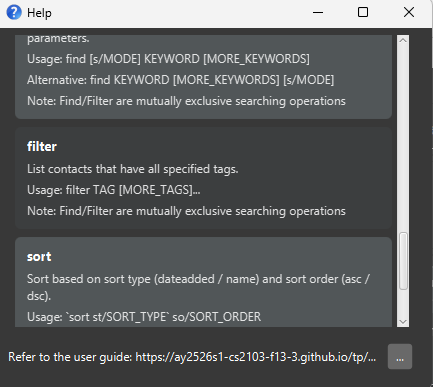 Help
parameters.
Usage: find [s/MODE] KEYWORD [MORE_KEYWORDS]
Alternative: find KEYWORD [MORE_KEYWORDS] [s/MODE]
Note: Find/Filter are mutually exclusive searching operations
filter
List contacts that have all specified tags.
Usage: filter TAG [MORE_TAGS]...
Note: Find/Filter are mutually exclusive searching operations
sort
Sort based on sort type (dateadded / name) and sort order (asc /
dsc).
Usage: `sort st/SORT_TYPE` so/SORT_ORDER
Refer to the user guide: https://ay2526s1-cs2103-f13-3.github.io/tp/...
...